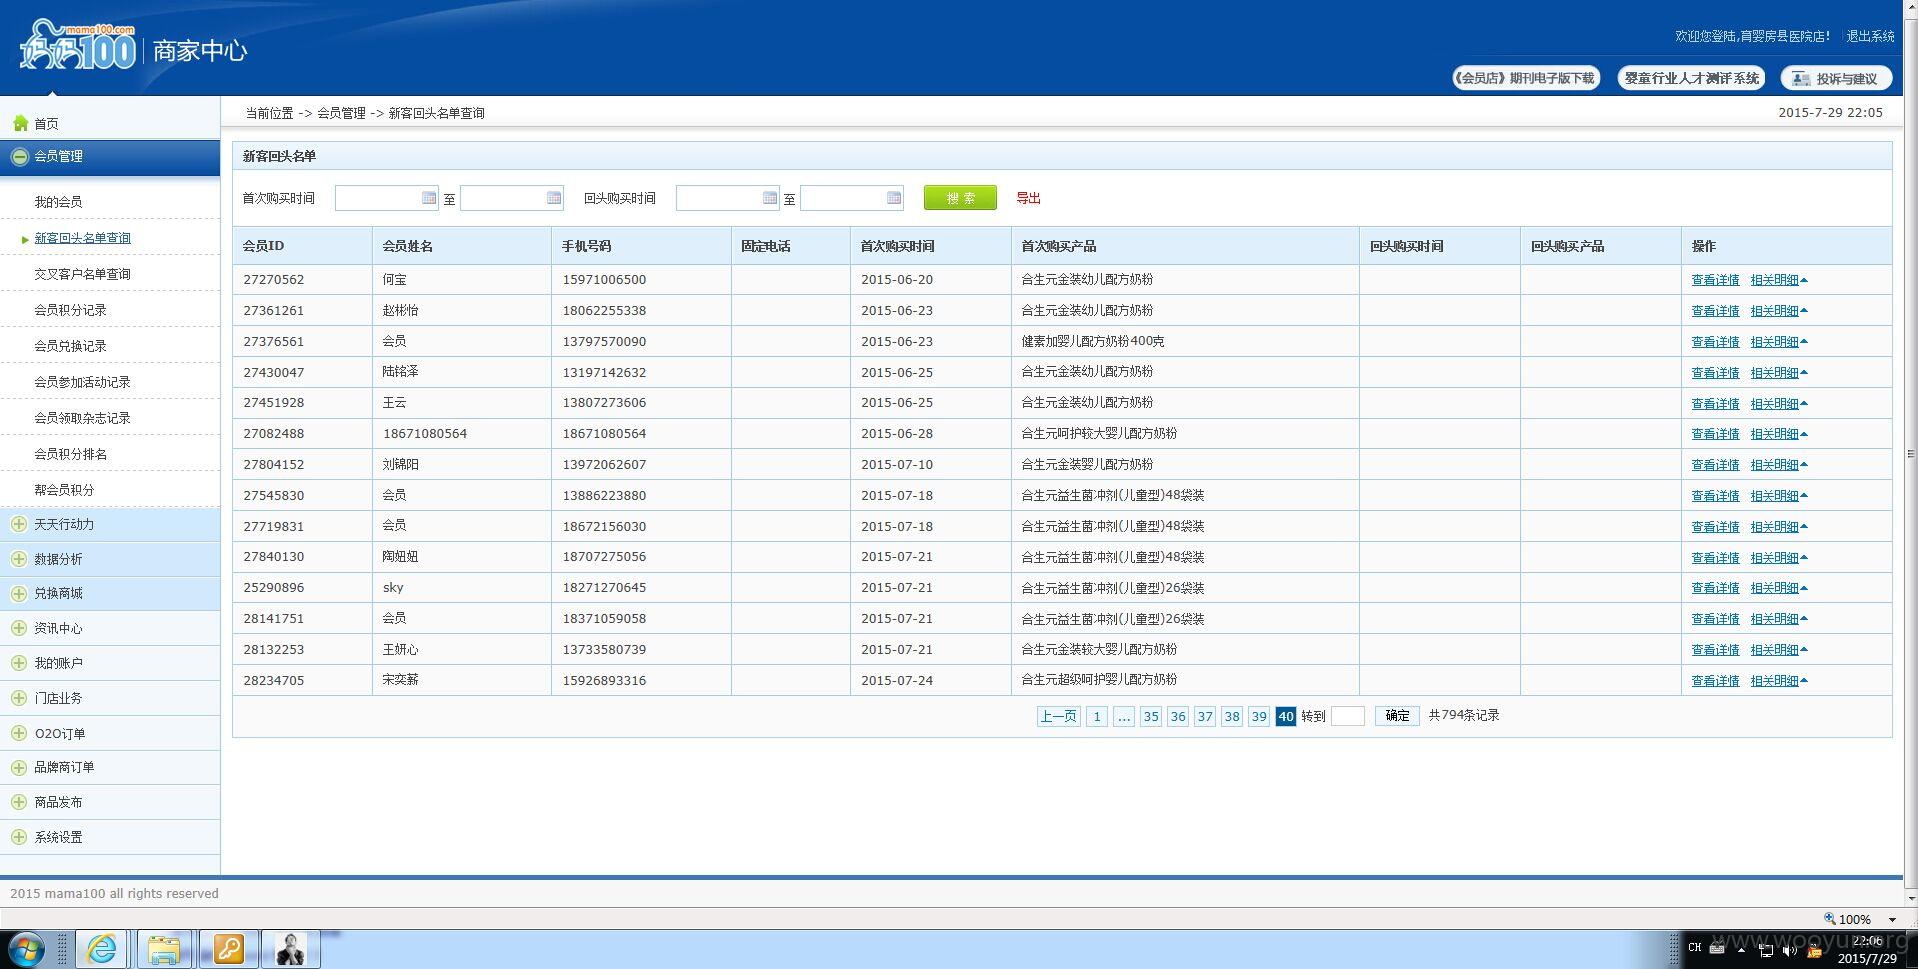 mama100.com
妈妈100 商家中心
欢迎您登陆,育婴房县医院店! 退出系统
《会员店》期刊电子版下载 婴童行业人才测评系统 投诉与建议
当前位置 -> 会员管理 -> 新客回头名单查询 2015-7-29 22:05
首页
会员管理
我的会员
新客回头名单查询
交叉客户名单查询
会员积分记录
会员兑换记录
会员参加活动记录
会员领取杂志记录
会员积分排名
帮会员积分
天天行动力
数据分析
兑换商城
资讯中心
我的账户
门店业务
O2O订单
品牌商订单
商品发布
系统设置
新客回头名单
首次购买时间 至 回头购买时间 至 搜 索 导出
会员ID 会员姓名 手机号码 固定电话 首次购买时间 首次购买产品 回头购买时间 回头购买产品 操作
27270562 何宝 15971006500 2015-06-20 合生元金装幼儿配方奶粉 查看详情 相关明细
27361261 赵彬怡 18062255338 2015-06-23 合生元金装幼儿配方奶粉 查看详情 相关明细
27376561 会员 13797570090 2015-06-23 健素加婴儿配方奶粉400克 查看详情 相关明细
27430047 陆铭泽 13197142632 2015-06-25 合生元金装幼儿配方奶粉 查看详情 相关明细
27451928 王云 13807273606 2015-06-25 合生元金装幼儿配方奶粉 查看详情 相关明细
27082488 18671080564 18671080564 2015-06-28 合生元呵护较大婴儿配方奶粉 查看详情 相关明细
27804152 刘锦阳 13972062607 2015-07-10 合生元金装婴儿配方奶粉 查看详情 相关明细
27545830 会员 13886223880 2015-07-18 合生元益生菌冲剂(儿童型)48袋装 查看详情 相关明细
27719831 会员 18672156030 2015-07-18 合生元益生菌冲剂(儿童型)48袋装 查看详情 相关明细
27840130 陶妞妞 18707275056 2015-07-21 合生元益生菌冲剂(儿童型)48袋装 查看详情 相关明细
25290896 sky 18271270645 2015-07-21 合生元益生菌冲剂(儿童型)26袋装 查看详情 相关明细
28141751 会员 18371059058 2015-07-21 合生元益生菌冲剂(儿童型)26袋装 查看详情 相关明细
28132253 王妍心 13733580739 2015-07-21 合生元金装较大婴儿配方奶粉 查看详情 相关明细
28234705 宋奕薪 15926893316 2015-07-24 合生元超级呵护婴儿配方奶粉 查看详情 相关明细
上一页 1 ... 35 36 37 38 39 40 转到 确定 共794条记录
2015 mama100 all rights reserved
100%
www.wooyun.org
CH 22:06
2015/7/29